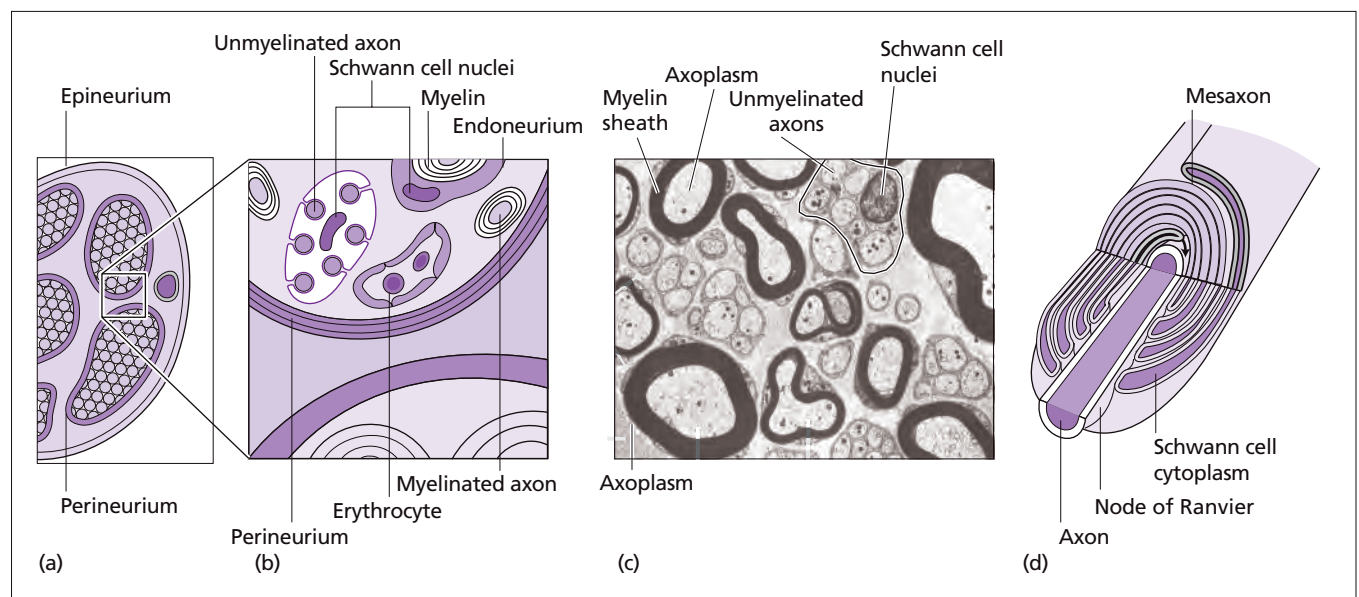 Unmyelinated axon
Schwann cell nuclei
Myelin
Endoneurium
Epineurium
Perineurium
Myelinated axon
Erythrocyte
Perineurium
(a)
(b)
Schwann cell
nuclei
Axoplasm
Myelin
sheath
Unmyelinated
axons
Axoplasm
(c)
Mesaxon
Schwann cell
cytoplasm
Node of Ranvier
Axon
(d)